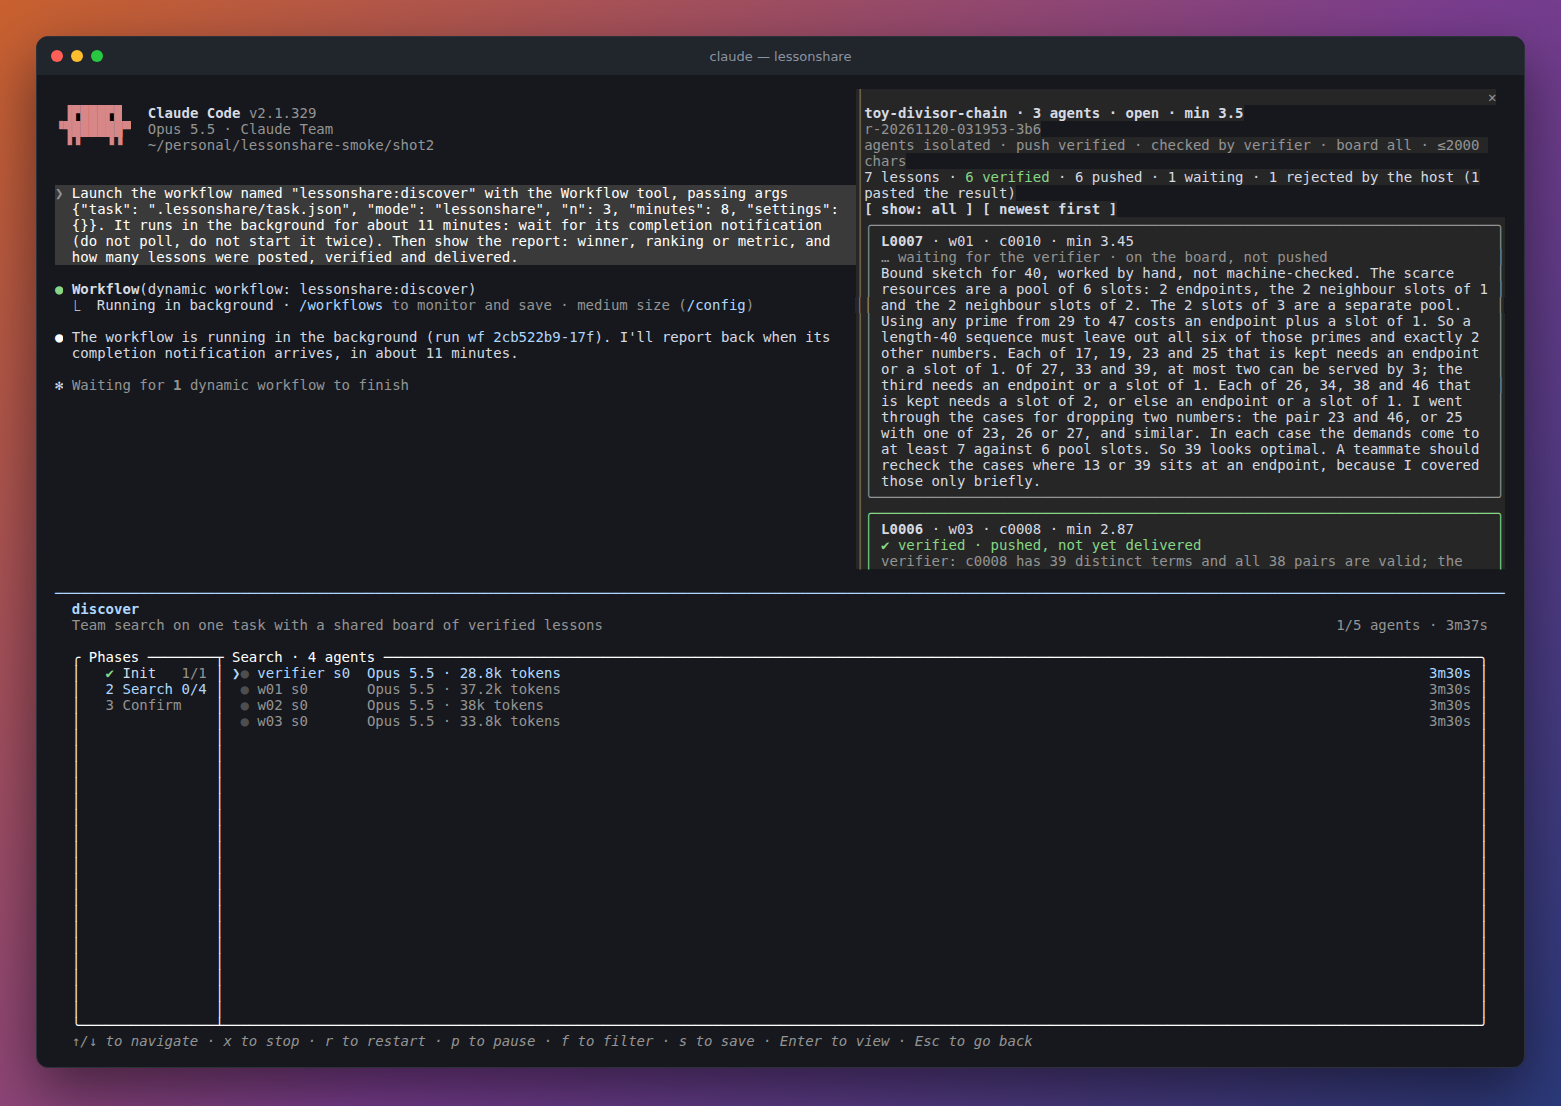 claude — lessonshare
Claude Code v2.1.329
Opus 5.5 · Claude Team
~/personal/lessonshare-smoke/shot2
❯ Launch the workflow named "lessonshare:discover" with the Workflow tool, passing args
{"task": ".lessonshare/task.json", "mode": "lessonshare", "n": 3, "minutes": 8, "settings":
{}}. It runs in the background for about 11 minutes: wait for its completion notification
(do not poll, do not start it twice). Then show the report: winner, ranking or metric, and
how many lessons were posted, verified and delivered.
● Workflow(dynamic workflow: lessonshare:discover)
⎿ Running in background · /workflows to monitor and save · medium size (/config)
● The workflow is running in the background (run wf 2cb522b9-17f). I'll report back when its
completion notification arrives, in about 11 minutes.
✻ Waiting for 1 dynamic workflow to finish
✕
toy-divisor-chain · 3 agents · open · min 3.5
r-20261120-031953-3b6
agents isolated · push verified · checked by verifier · board all · ≤2000
chars
7 lessons · 6 verified · 6 pushed · 1 waiting · 1 rejected by the host (1
pasted the result)
[ show: all ] [ newest first ]
L0007 · w01 · c0010 · min 3.45
… waiting for the verifier · on the board, not pushed
Bound sketch for 40, worked by hand, not machine-checked. The scarce
resources are a pool of 6 slots: 2 endpoints, the 2 neighbour slots of 1
and the 2 neighbour slots of 2. The 2 slots of 3 are a separate pool.
Using any prime from 29 to 47 costs an endpoint plus a slot of 1. So a
length-40 sequence must leave out all six of those primes and exactly 2
other numbers. Each of 17, 19, 23 and 25 that is kept needs an endpoint
or a slot of 1. Of 27, 33 and 39, at most two can be served by 3; the
third needs an endpoint or a slot of 1. Each of 26, 34, 38 and 46 that
is kept needs a slot of 2, or else an endpoint or a slot of 1. I went
through the cases for dropping two numbers: the pair 23 and 46, or 25
with one of 23, 26 or 27, and similar. In each case the demands come to
at least 7 against 6 pool slots. So 39 looks optimal. A teammate should
recheck the cases where 13 or 39 sits at an endpoint, because I covered
those only briefly.
L0006 · w03 · c0008 · min 2.87
✔ verified · pushed, not yet delivered
verifier: c0008 has 39 distinct terms and all 38 pairs are valid; the
discover
Team search on one task with a shared board of verified lessons 1/5 agents · 3m37s
Phases Search · 4 agents
✔ Init 1/1 ❯● verifier s0 Opus 5.5 · 28.8k tokens 3m30s
2 Search 0/4 ● w01 s0 Opus 5.5 · 37.2k tokens 3m30s
3 Confirm ● w02 s0 Opus 5.5 · 38k tokens 3m30s
● w03 s0 Opus 5.5 · 33.8k tokens 3m30s
↑/↓ to navigate · x to stop · r to restart · p to pause · f to filter · s to save · Enter to view · Esc to go back